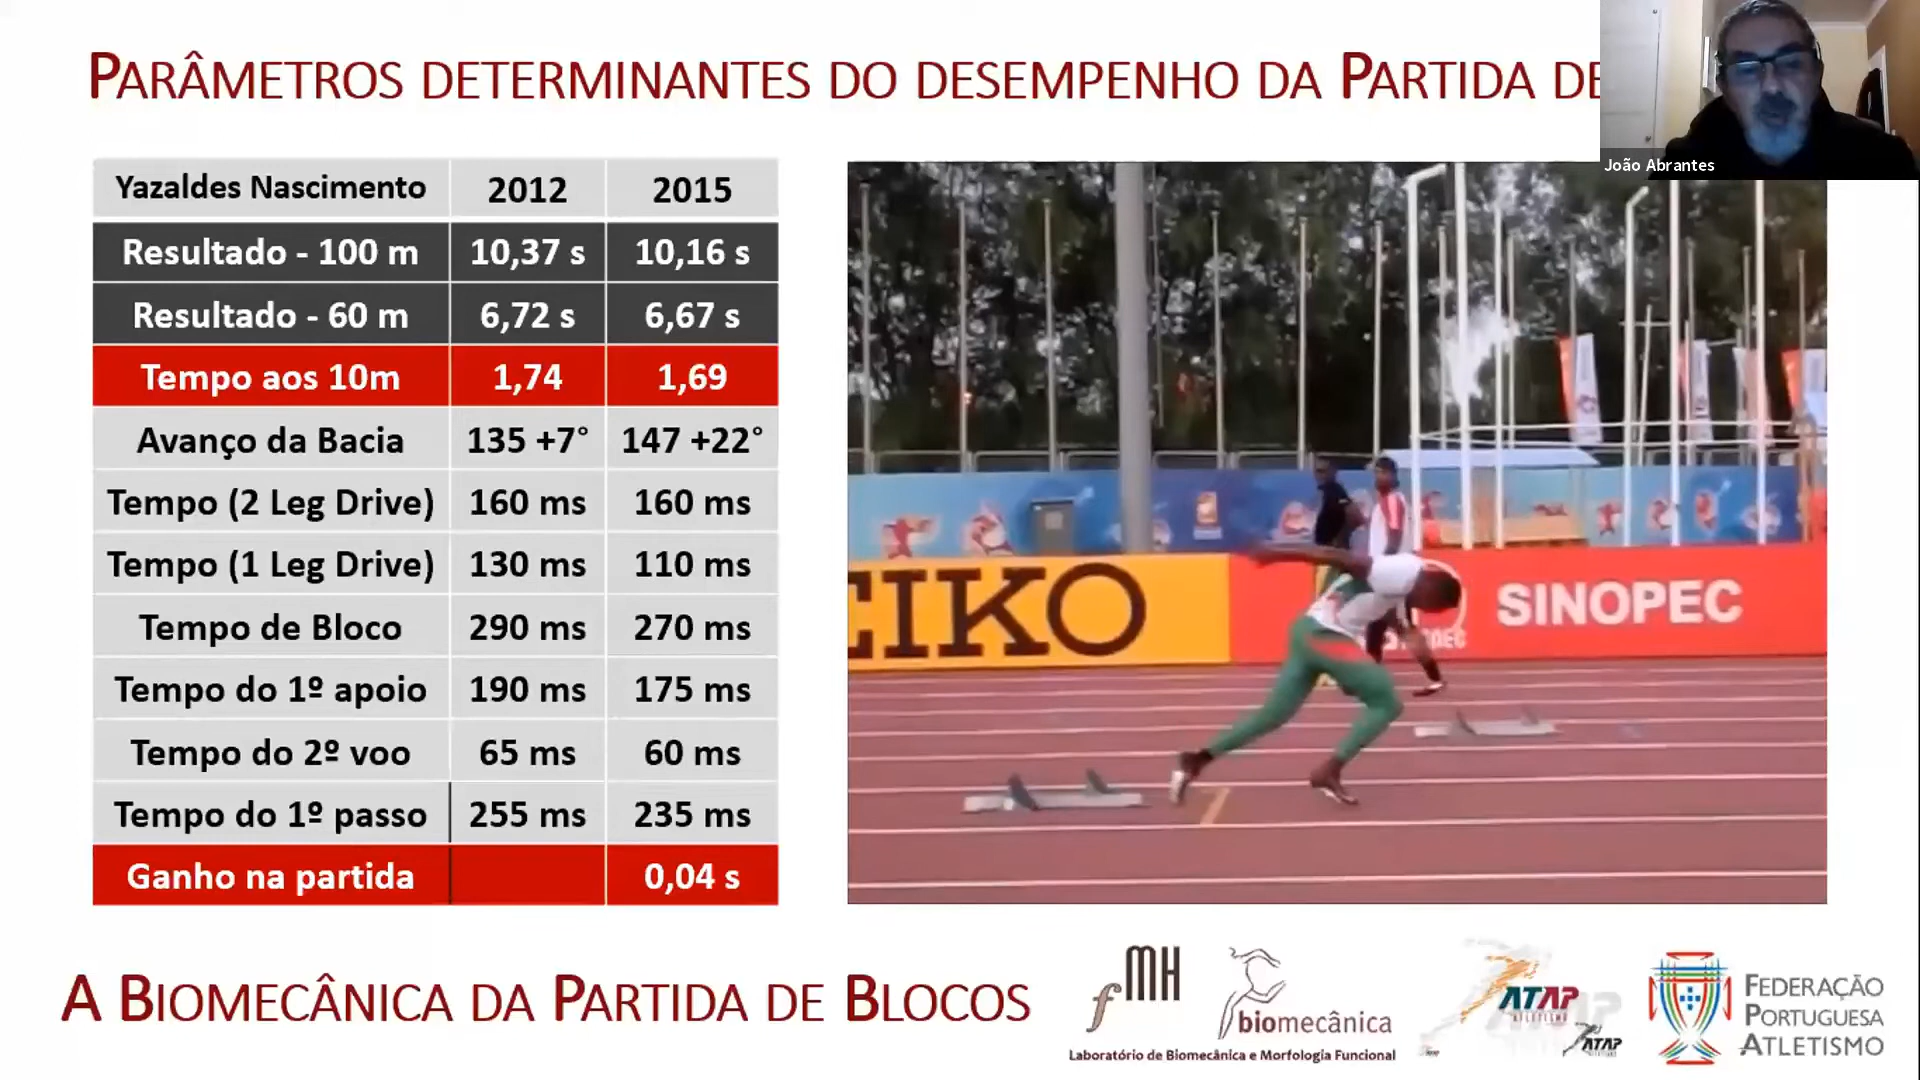 PARÂMETROS DETERMINANTES DO DESEMPENHO DA PARTIDA DE
João Abrantes
Yazaldes Nascimento 2012 2015
Resultado - 100 m 10,37 s 10,16 s
Resultado - 60 m 6,72 s 6,67 s
Tempo aos 10m 1,74 1,69
Avanço da Bacia 135 +7° 147 +22°
Tempo (2 Leg Drive) 160 ms 160 ms
Tempo (1 Leg Drive) 130 ms 110 ms
Tempo de Bloco 290 ms 270 ms
Tempo do 1º apoio 190 ms 175 ms
Tempo do 2º voo 65 ms 60 ms
Tempo do 1º passo 255 ms 235 ms
Ganho na partida 0,04 s
EIKO
SINOPEC
A BIOMECÂNICA DA PARTIDA DE BLOCOS
fMH
biomecânica
Laboratório de Biomecânica e Morfologia Funcional
ATAP
ATAP
FEDERAÇÃO
PORTUGUESA
ATLETISMO